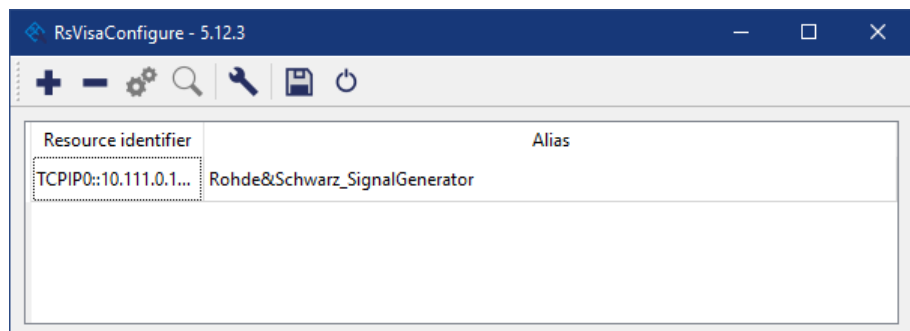 RsVisaConfigure - 5.12.3
Resource identifier Alias
TCPIP0::10.111.0.1... Rohde&Schwarz_SignalGenerator